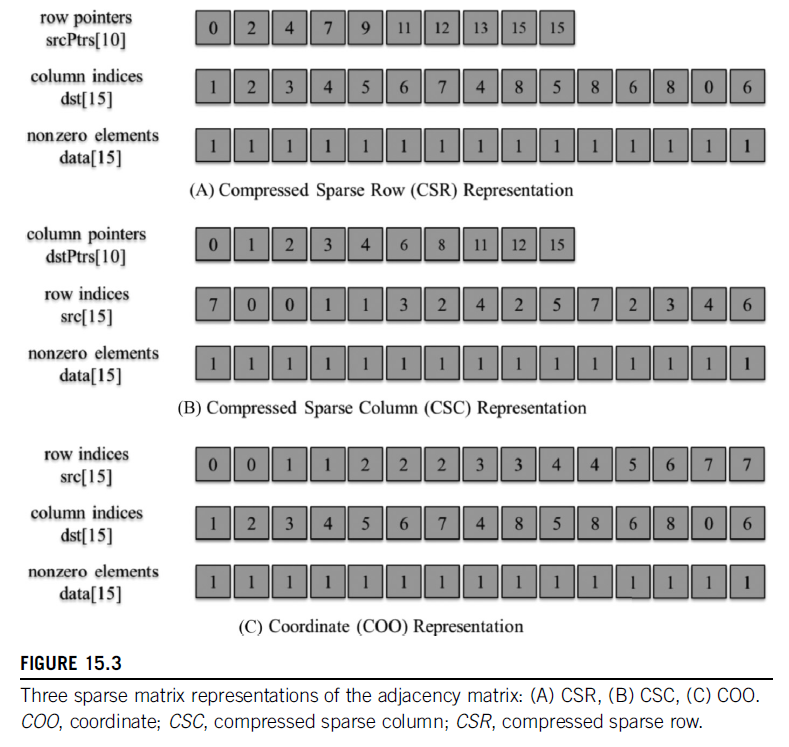 row pointers
srcPtrs[10]
0 2 4 7 9 11 12 13 15 15
column indices
dst[15]
1 2 3 4 5 6 7 4 8 5 8 6 8 0 6
nonzero elements
data[15]
1 1 1 1 1 1 1 1 1 1 1 1 1 1 1
(A) Compressed Sparse Row (CSR) Representation
column pointers
dstPtrs[10]
0 1 2 3 4 6 8 11 12 15
row indices
src[15]
7 0 0 1 1 3 2 4 2 5 7 2 3 4 6
nonzero elements
data[15]
1 1 1 1 1 1 1 1 1 1 1 1 1 1 1
(B) Compressed Sparse Column (CSC) Representation
row indices
src[15]
0 0 1 1 2 2 2 3 3 4 4 5 6 7 7
column indices
dst[15]
1 2 3 4 5 6 7 4 8 5 8 6 8 0 6
nonzero elements
data[15]
1 1 1 1 1 1 1 1 1 1 1 1 1 1 1
(C) Coordinate (COO) Representation
FIGURE 15.3
Three sparse matrix representations of the adjacency matrix: (A) CSR, (B) CSC, (C) COO.
COO, coordinate; CSC, compressed sparse column; CSR, compressed sparse row.